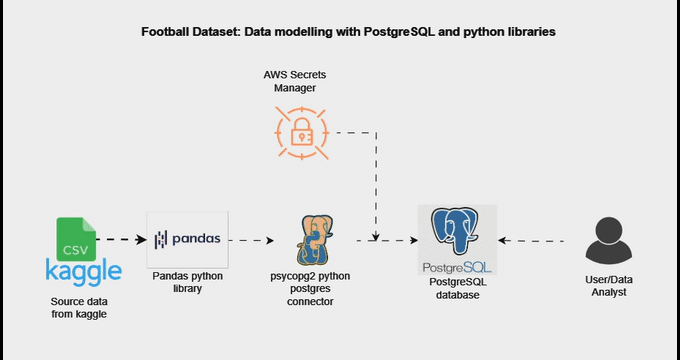 Football Dataset: Data modelling with PostgreSQL and python libraries
AWS Secrets
Manager
CSV
kaggle
Source data
from kaggle
pandas
Pandas python
library
psycopg2 python
postgres
connector
PostgreSQL
PostgreSQL
database
User/Data
Analyst